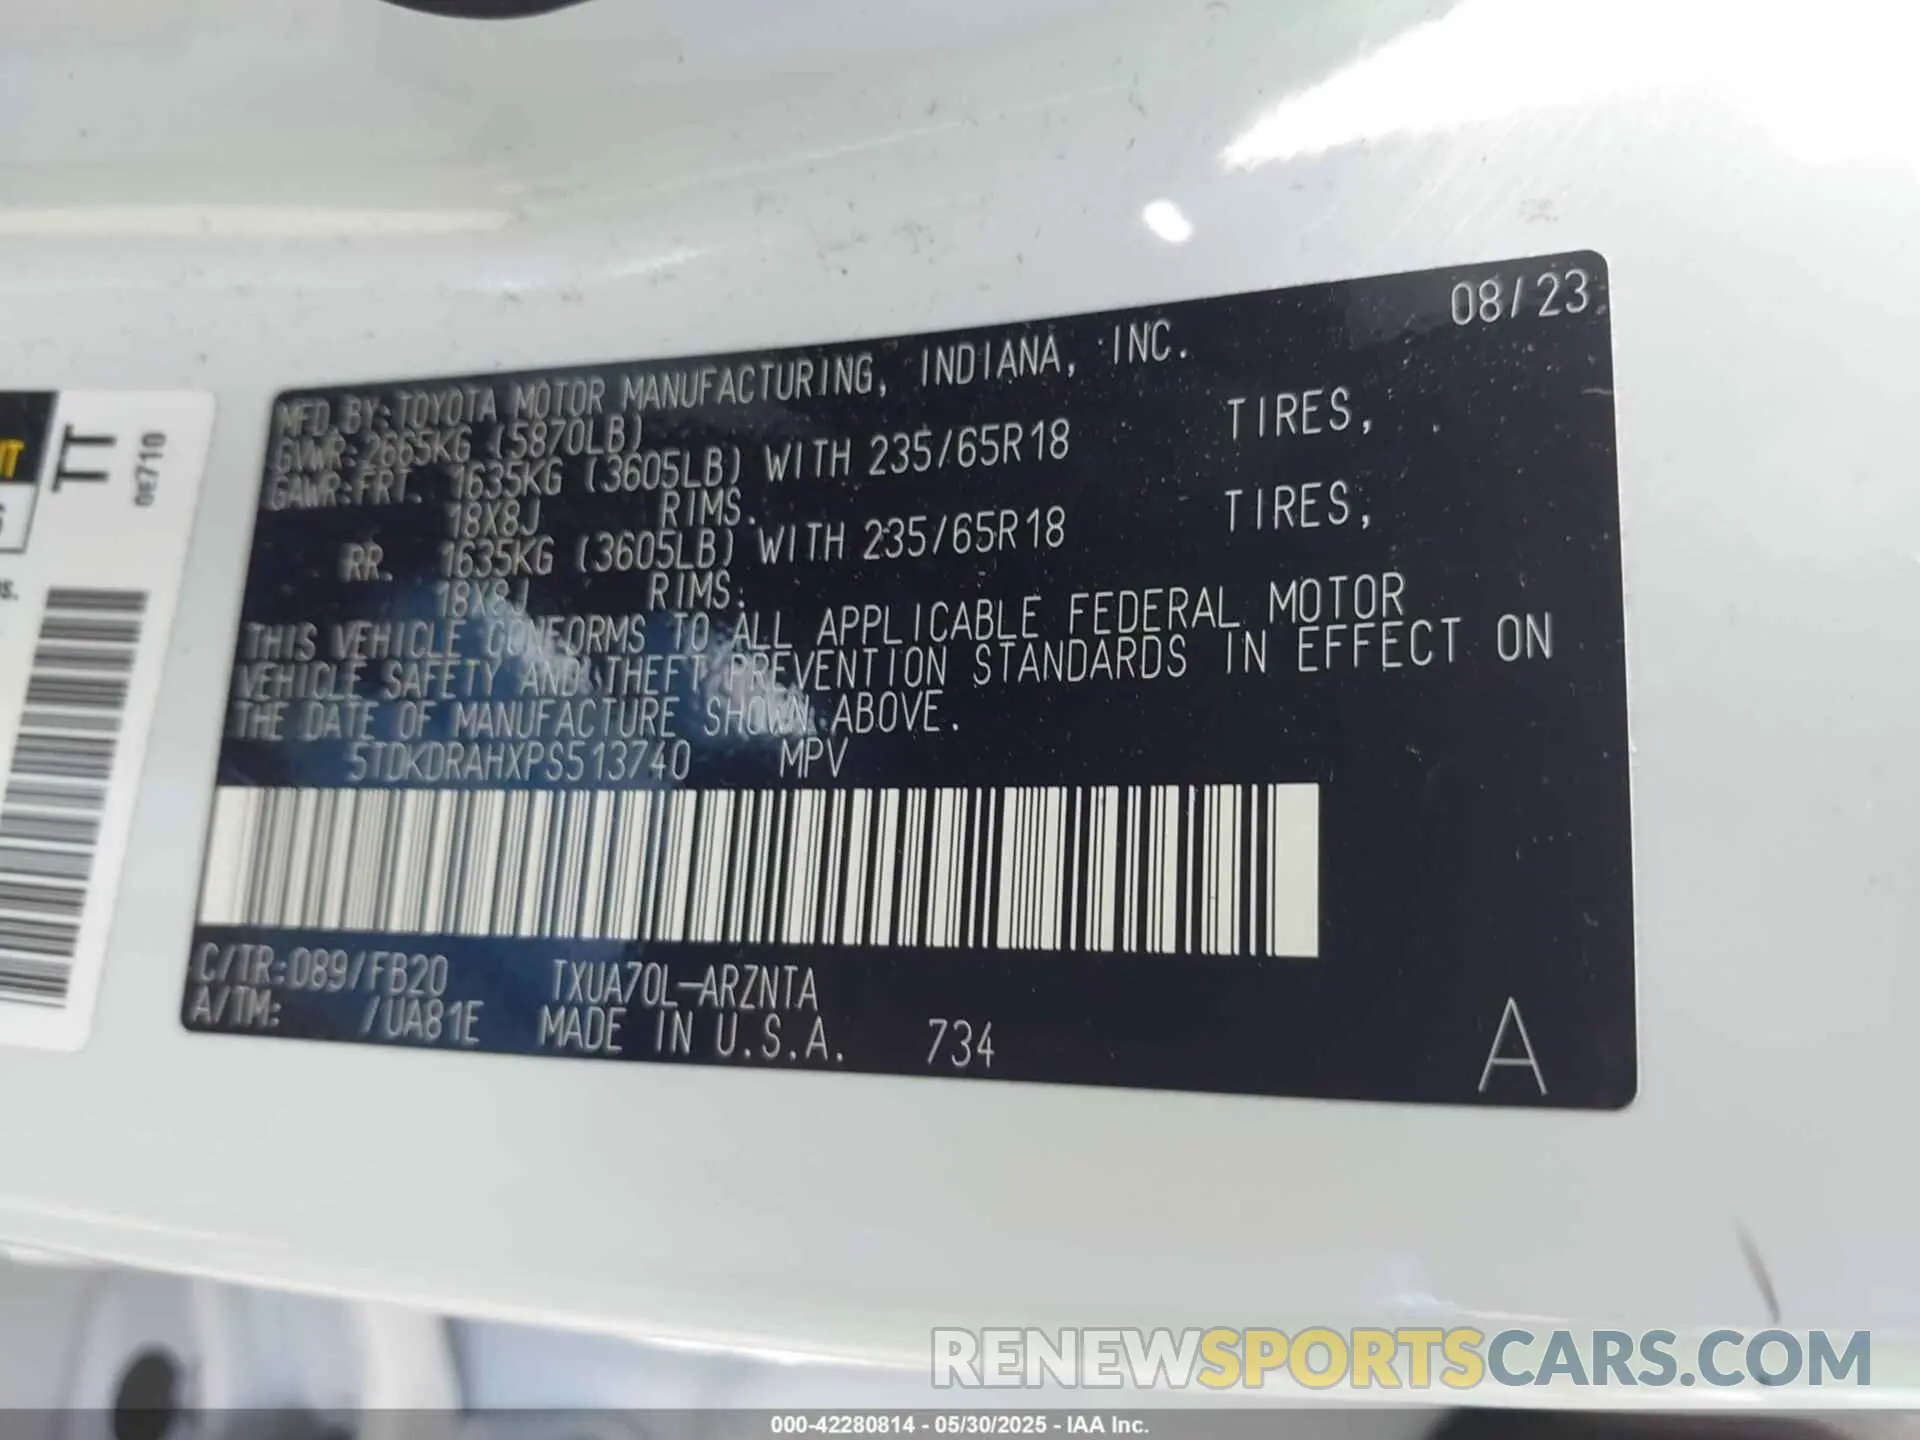 08/23
MFD.BY:TOYOTA MOTOR MANUFACTURING, INDIANA, INC.
GVWR:2665KG (5870LB)
GAWR:FRT. 1635KG (3605LB) WITH 235/65R18 TIRES,
18X8J RIMS.
RR. 1635KG (3605LB) WITH 235/65R18 TIRES,
18X8J RIMS.
THIS VEHICLE CONFORMS TO ALL APPLICABLE FEDERAL MOTOR
VEHICLE SAFETY AND THEFT PREVENTION STANDARDS IN EFFECT ON
THE DATE OF MANUFACTURE SHOWN ABOVE.
5TDKDRAHXPS513740 MPV
C/TR:089/FB20 TXUA70L-ARZNTA
A/TM: /UA81E MADE IN U.S.A. 734
A
TT
0E710
RENEWSPORTSCARS.COM
000-42280814 - 05/30/2025 - IAA Inc.